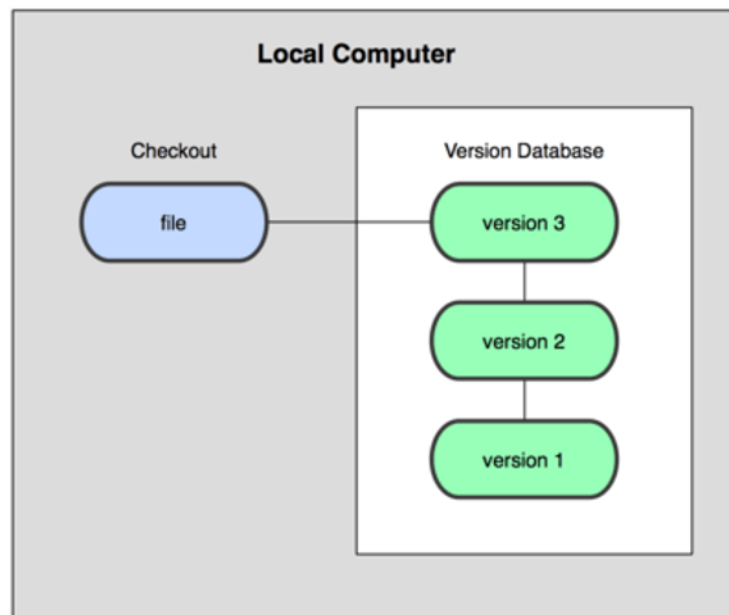 Local Computer
Checkout
Version Database
file
version 3
version 2
version 1